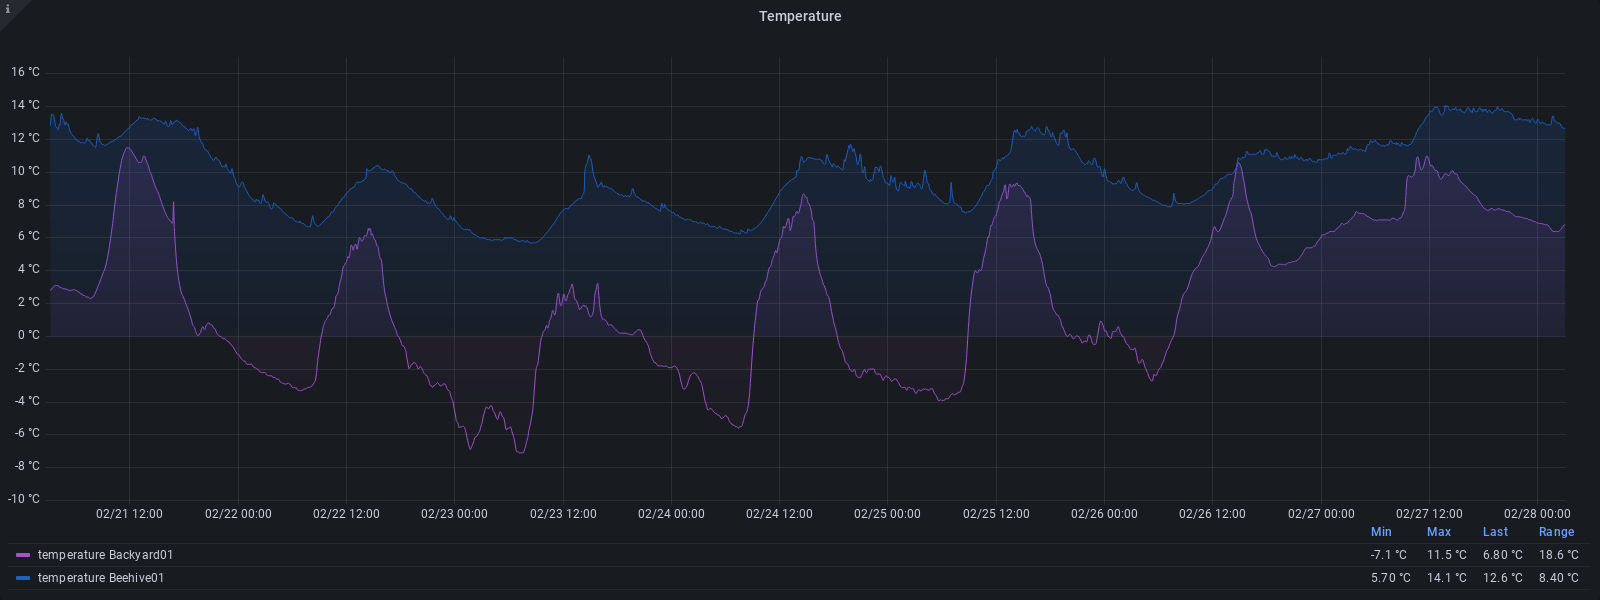 i
Temperature
16 °C
14 °C
12 °C
10 °C
8 °C
6 °C
4 °C
2 °C
0 °C
-2 °C
-4 °C
-6 °C
-8 °C
-10 °C
02/21 12:00 02/22 00:00 02/22 12:00 02/23 00:00 02/23 12:00 02/24 00:00 02/24 12:00 02/25 00:00 02/25 12:00 02/26 00:00 02/26 12:00 02/27 00:00 02/27 12:00 02/28 00:00
Min Max Last Range
temperature Backyard01 -7.1 °C 11.5 °C 6.80 °C 18.6 °C
temperature Beehive01 5.70 °C 14.1 °C 12.6 °C 8.40 °C